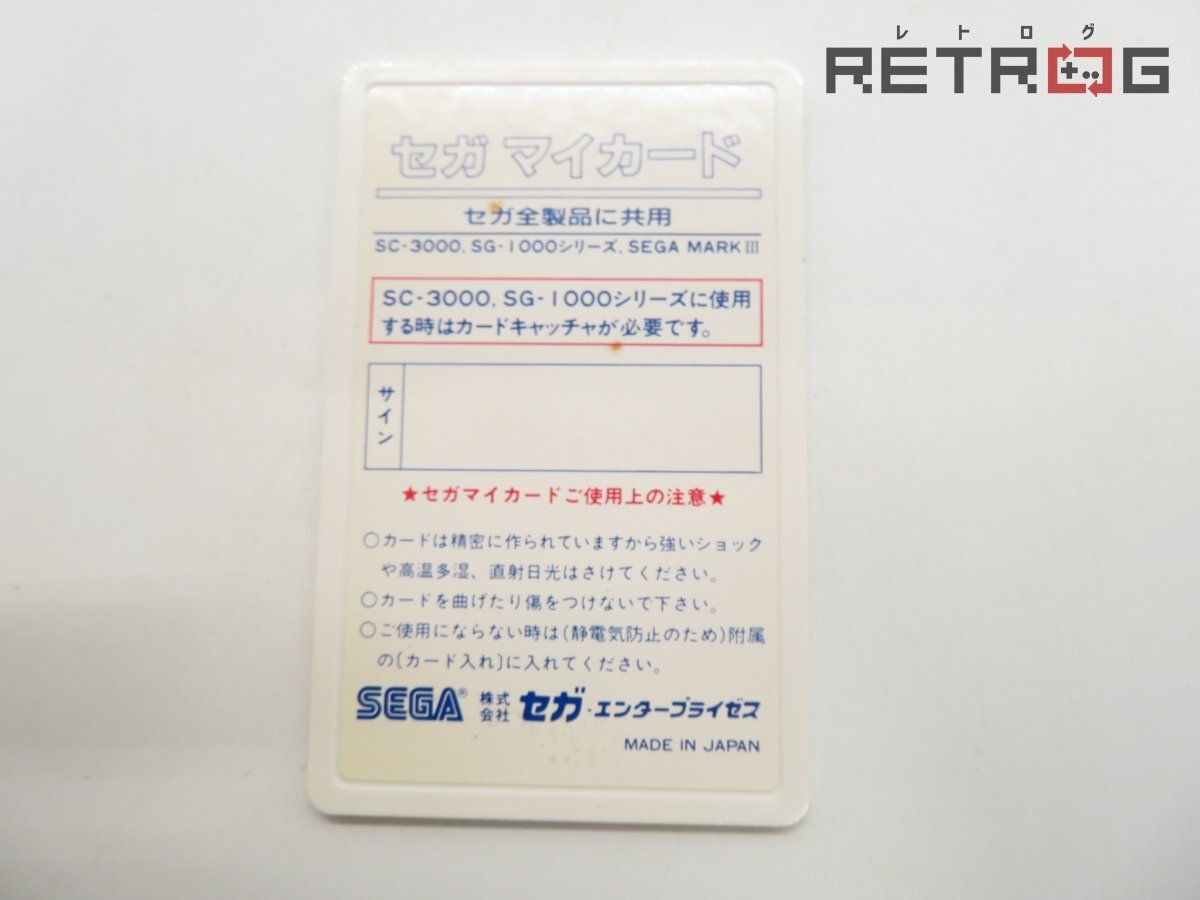 レトログ
RETROG
セガ マイカード
セガ全製品に共用
SC-3000, SG-1000シリーズ, SEGA MARK III
SC-3000, SG-1000シリーズに使用
する時はカードキャッチャが必要です。
サイン
★セガマイカードご使用上の注意★
○カードは精密に作られていますから強いショック
や高温多湿、直射日光はさけてください。
○カードを曲げたり傷をつけないで下さい。
○ご使用にならない時は(静電気防止のため)附属
の〔カード入れ〕に入れてください。
SEGA® 株式会社 セガ・エンタープライゼス
MADE IN JAPAN